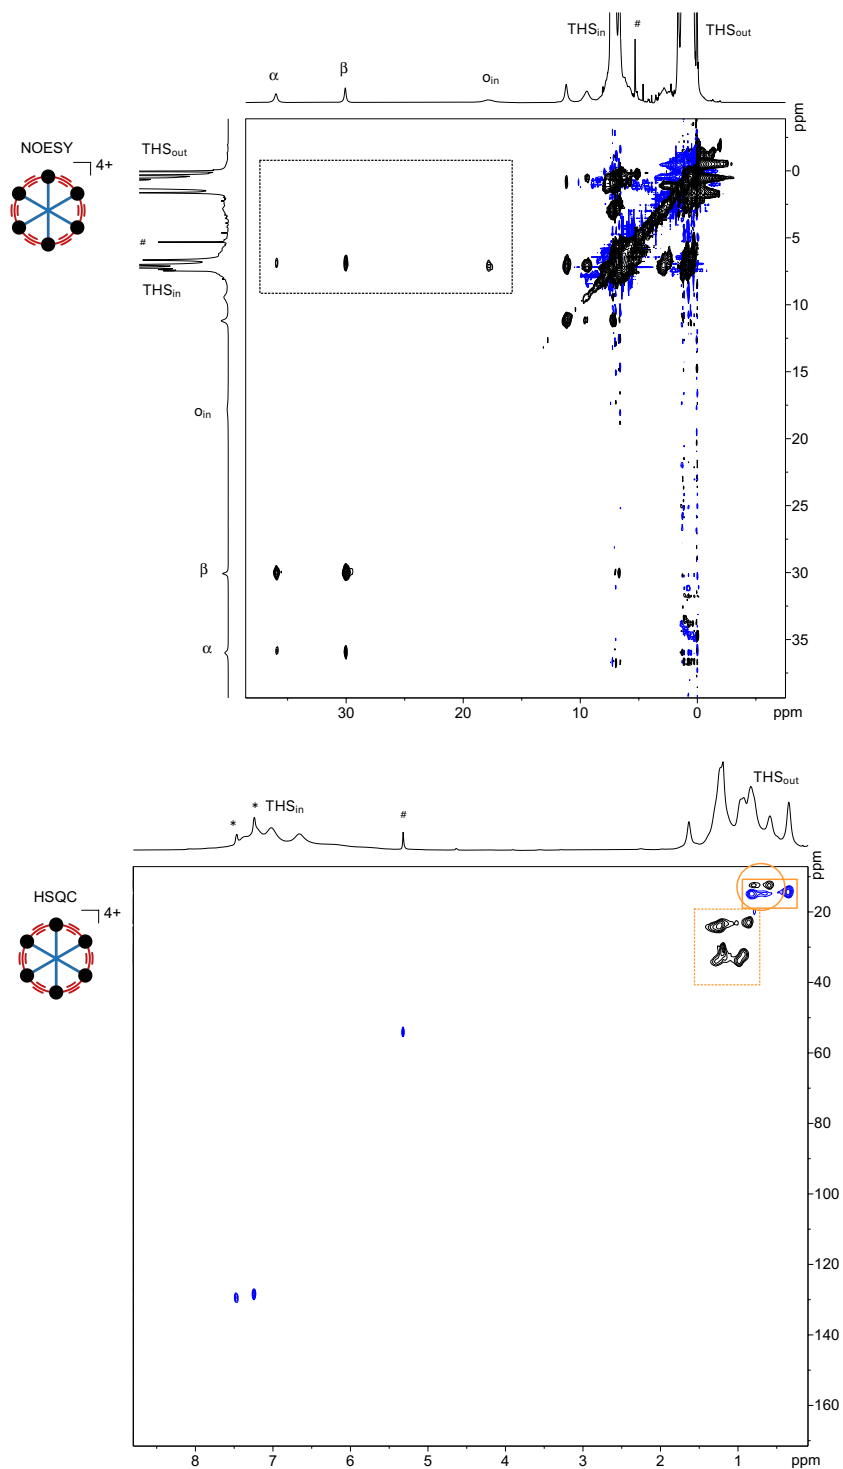 THSin # THSout
α β oin
NOESY
4+
THSout
#
THSin
oin
β
α
ppm
0
5
10
15
20
25
30
35
30 20 10 0 ppm
* * THSin # THSout
HSQC
4+
ppm
20
40
60
80
100
120
140
160
8 7 6 5 4 3 2 1 ppm